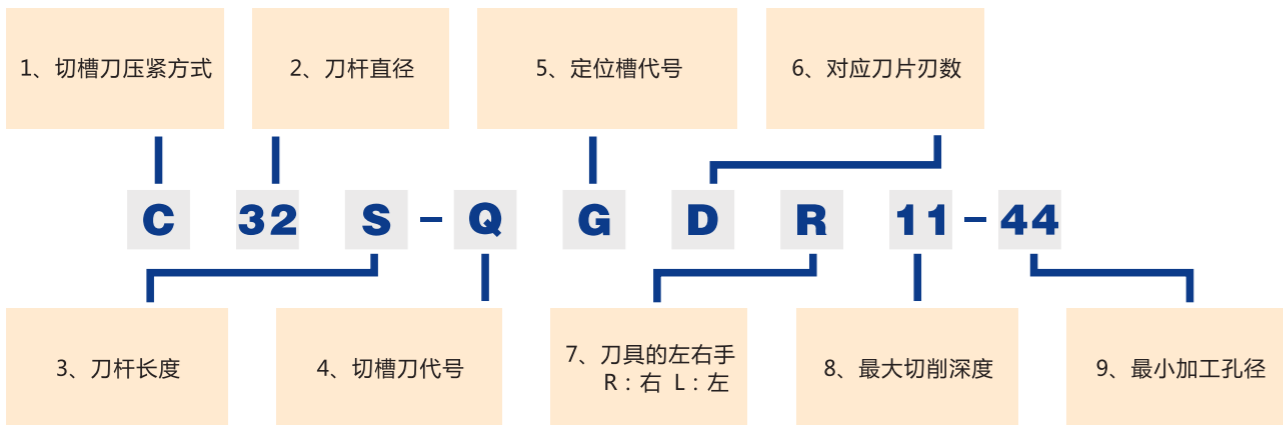 1、切槽刀压紧方式
2、刀杆直径
5、定位槽代号
6、对应刀片刃数
C 32 S - Q G D R 11 - 44
3、刀杆长度
4、切槽刀代号
7、刀具的左右手
R：右 L：左
8、最大切削深度
9、最小加工孔径